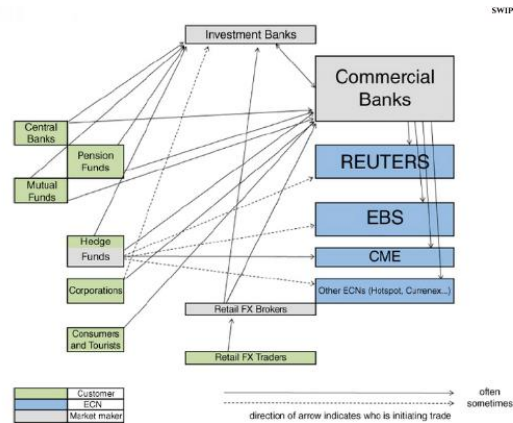 SWIP
Investment Banks
Commercial
Banks
Central
Banks
Pension
Funds
Mutual
Funds
REUTERS
EBS
Hedge
Funds
CME
Corporations
Other ECNs (Hotspot, Currenex...)
Retail FX Brokers
Consumers
and Tourists
Retail FX Traders
Customer
ECN
Market maker
often
sometimes
direction of arrow indicates who is initiating trade